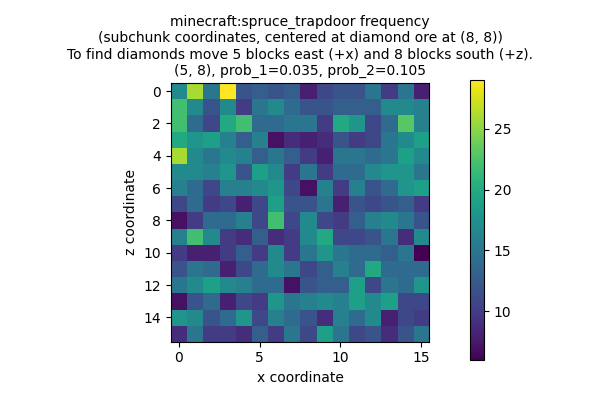 minecraft:spruce_trapdoor frequency
(subchunk coordinates, centered at diamond ore at (8, 8))
To find diamonds move 5 blocks east (+x) and 8 blocks south (+z).
(5, 8), prob_1=0.035, prob_2=0.105
0
2
4
6
8
10
12
14
z coordinate
0
5
10
15
x coordinate
25
20
15
10